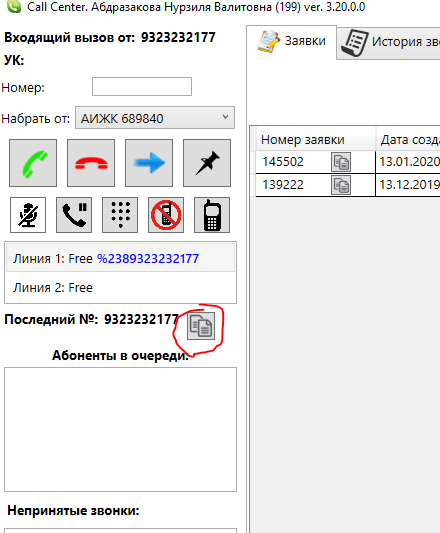 Call Center. Абдразакова Нурзиля Валитовна (199) ver. 3.20.0.0
Входящий вызов от: 9323232177
УК:
Номер:
Набрать от: АИЖК 689840
Линия 1: Free %2389323232177
Линия 2: Free
Последний №: 9323232177
Абоненты в очереди:
Непринятые звонки:
Заявки
История зво
Номер заявки Дата созда
145502 13.01.2020
139222 13.12.2019